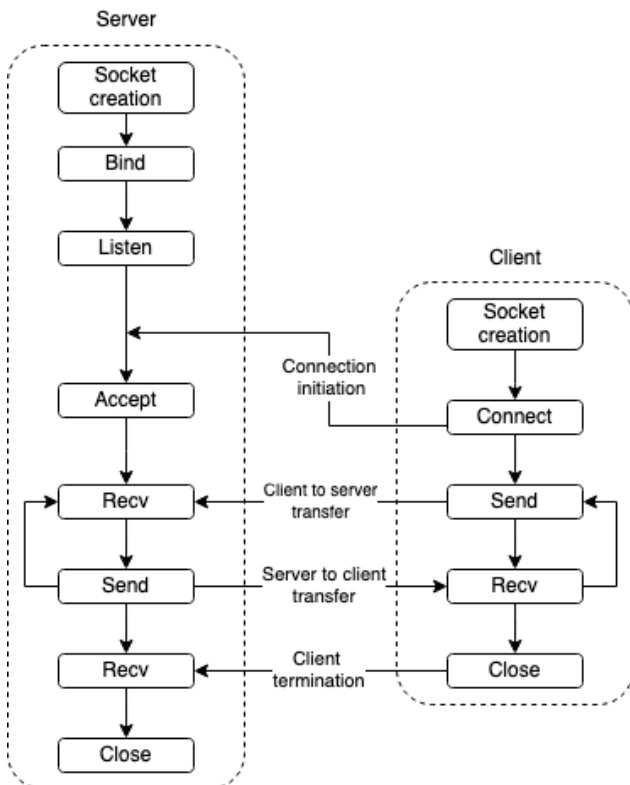 Server
Socket
creation
Bind
Listen
Accept
Recv
Send
Recv
Close
Connection
initiation
Client to server
transfer
Server to client
transfer
Client
termination
Client
Socket
creation
Connect
Send
Recv
Close